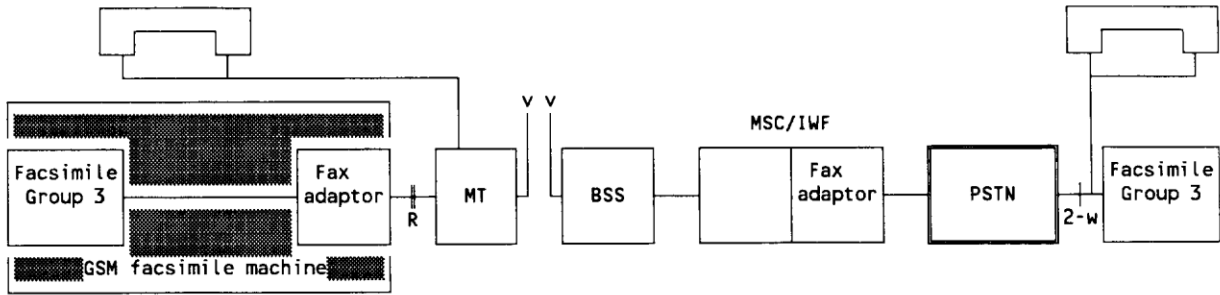 v v
MSC/IWF
Facsimile
Group 3
Fax
adaptor
R
MT
BSS
Fax
adaptor
PSTN
2-w
Facsimile
Group 3
GSM facsimile machine